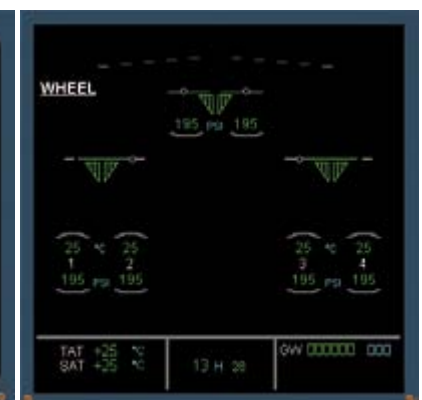 WHEEL
195 PSI 195
25 °C 25 25 °C 25
1 2 3 4
195 PSI 195 195 PSI 195
TAT +25 °C 13 H 28 GW
SAT +25 °C